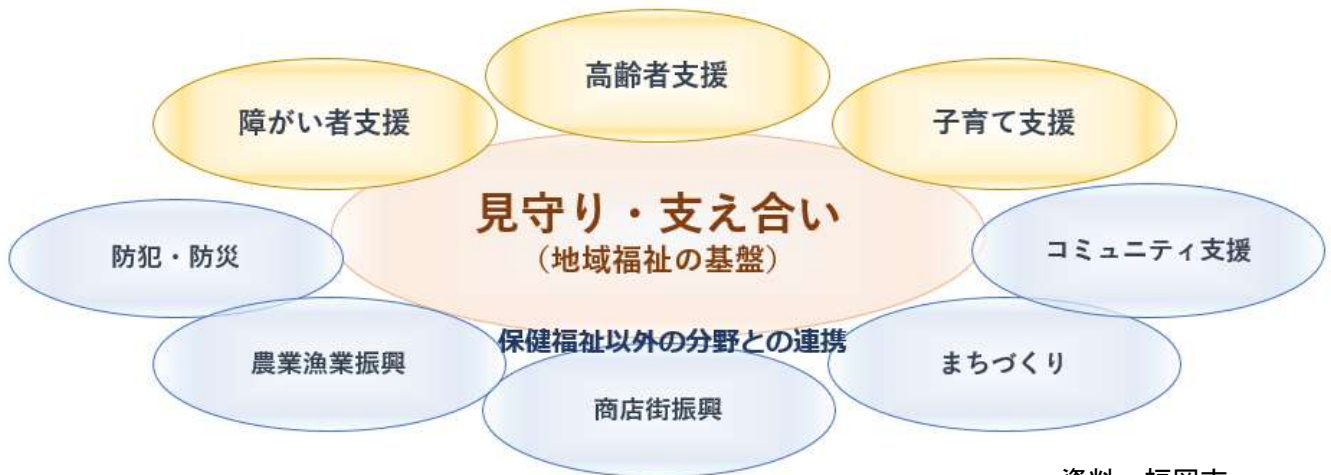 高齢者支援
障がい者支援
子育て支援
見守り・支え合い
（地域福祉の基盤）
防犯・防災
コミュニティ支援
保健福祉以外の分野との連携
農業漁業振興
まちづくり
商店街振興